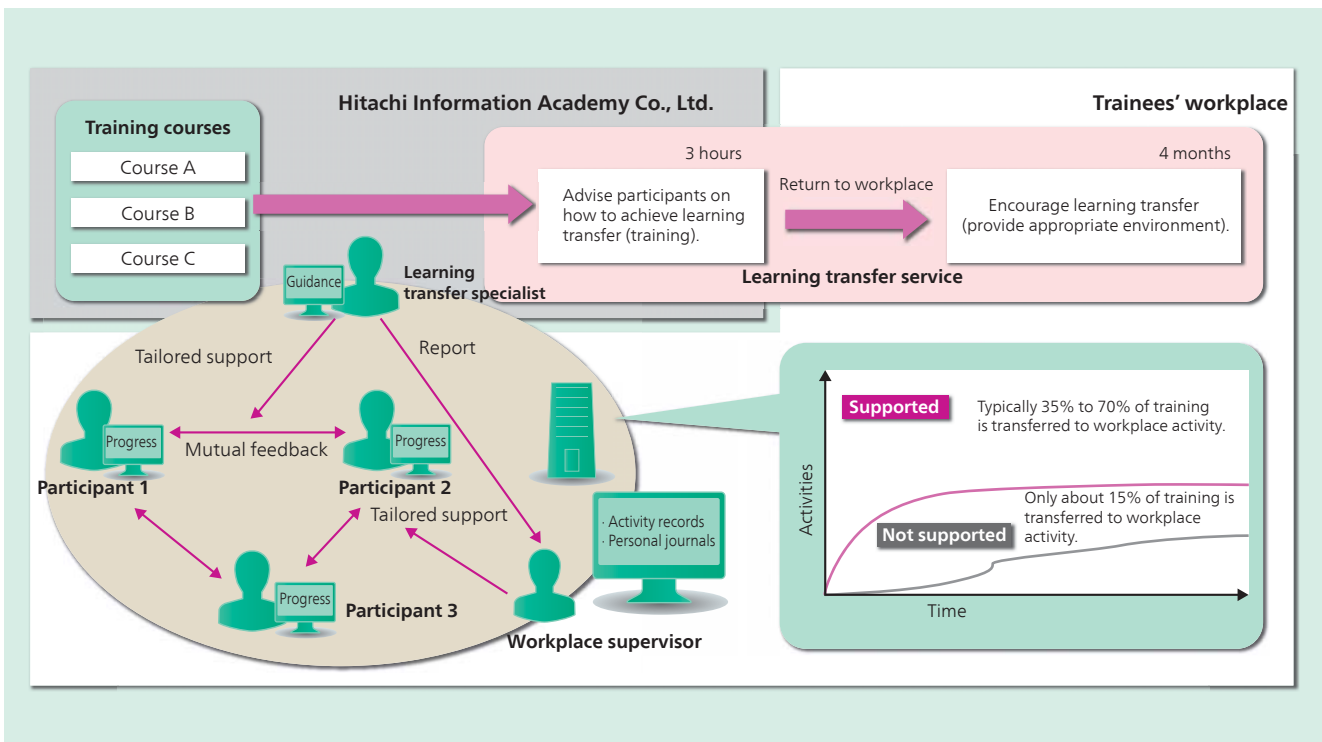 Hitachi Information Academy Co., Ltd.
Trainees’ workplace
Training courses
Course A
Course B
Course C
3 hours
Advise participants on
how to achieve learning
transfer (training).
Return to workplace
4 months
Encourage learning transfer
(provide appropriate environment).
Learning transfer service
Guidance
Learning
transfer specialist
Tailored support
Report
Progress
Mutual feedback
Progress
Participant 1
Participant 2
Tailored support
Progress
Participant 3
· Activity records
· Personal journals
Workplace supervisor
Supported
Typically 35% to 70% of training
is transferred to workplace activity.
Activities
Not supported
Only about 15% of training is
transferred to workplace
activity.
Time